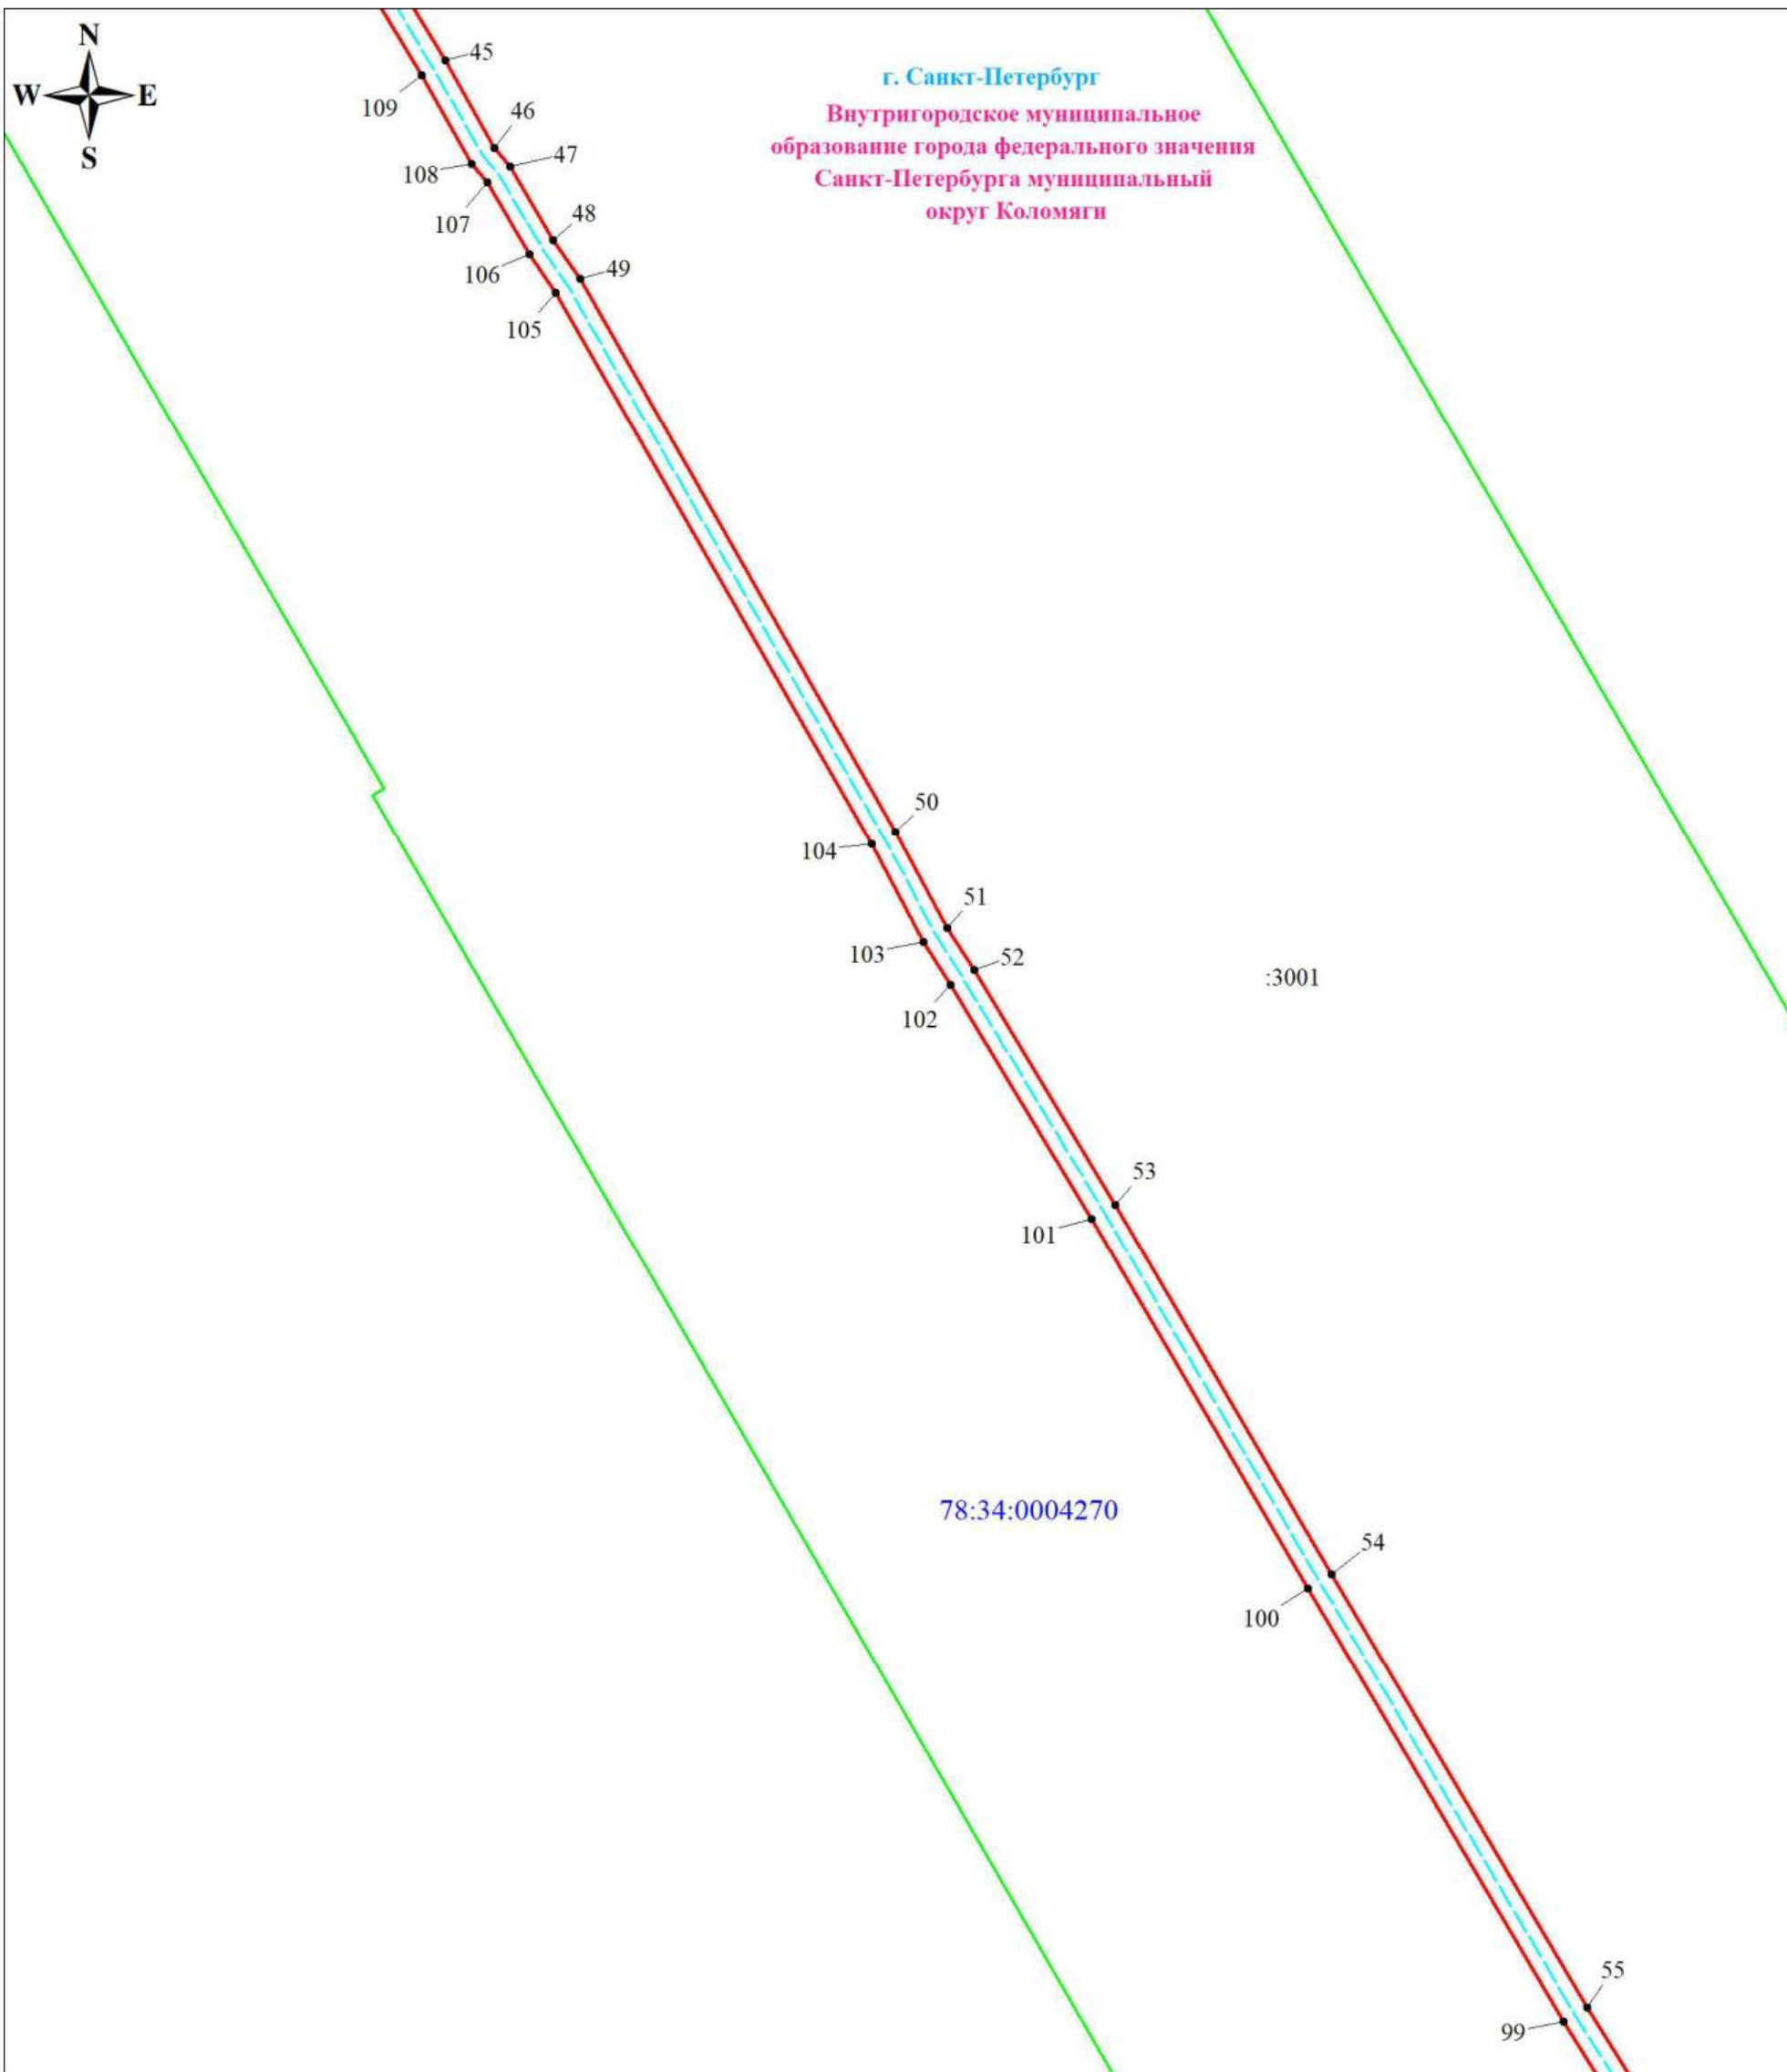 N
W
E
S
г. Санкт-Петербург
Внутригородское муниципальное
образование города федерального значения
Санкт-Петербурга муниципальный
округ Коломяги
45
109
46
47
108
107
48
106
49
105
50
104
51
103
52
:3001
102
53
101
78:34:0004270
54
100
55
99